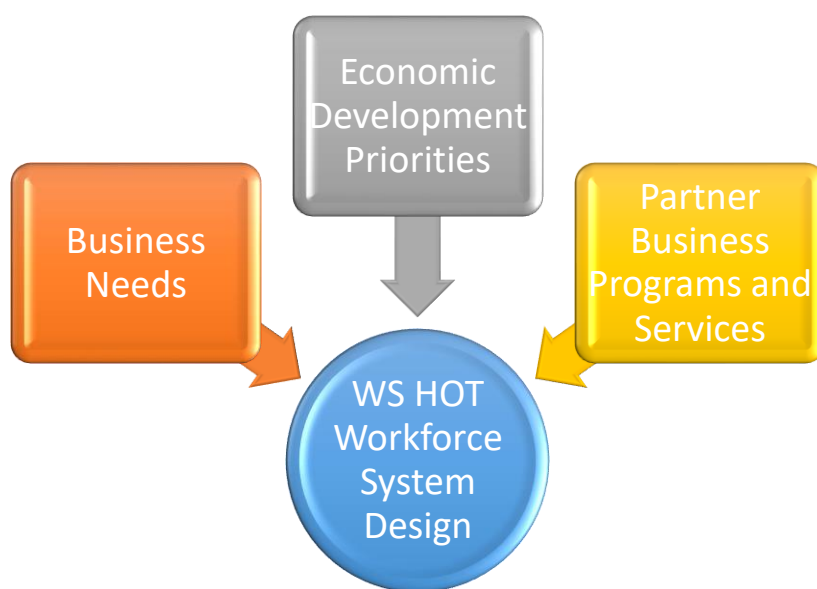 Economic
Development
Priorities
Business
Needs
Partner
Business
Programs and
Services
WS HOT
Workforce
System
Design